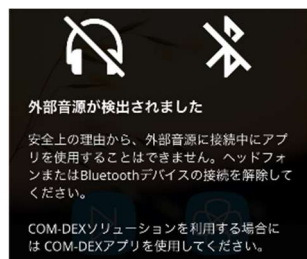 外部音源が検出されました
安全上の理由から、外部音源に接続中にアプ
リを使用することはできません。ヘッドフォ
ンまたはBluetoothデバイスの接続を解除して
ください。
COM-DEXソリューションを利用する場合に
は COM-DEXアプリを使用してください。